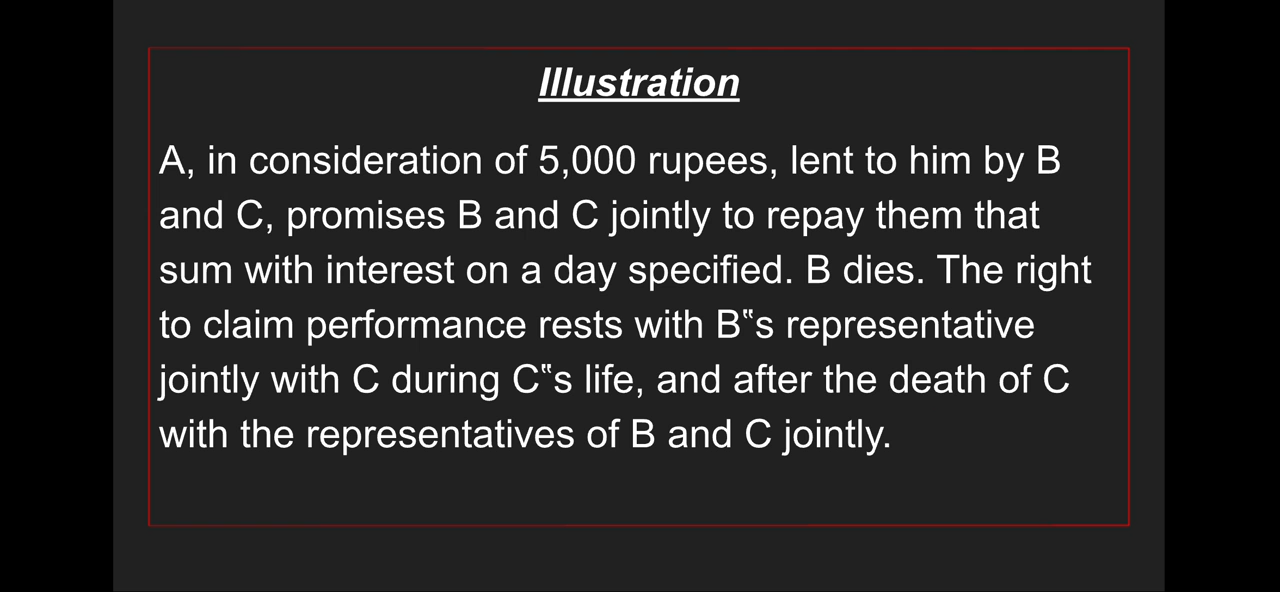 Illustration
A, in consideration of 5,000 rupees, lent to him by B
and C, promises B and C jointly to repay them that
sum with interest on a day specified. B dies. The right
to claim performance rests with B‟s representative
jointly with C during C‟s life, and after the death of C
with the representatives of B and C jointly.